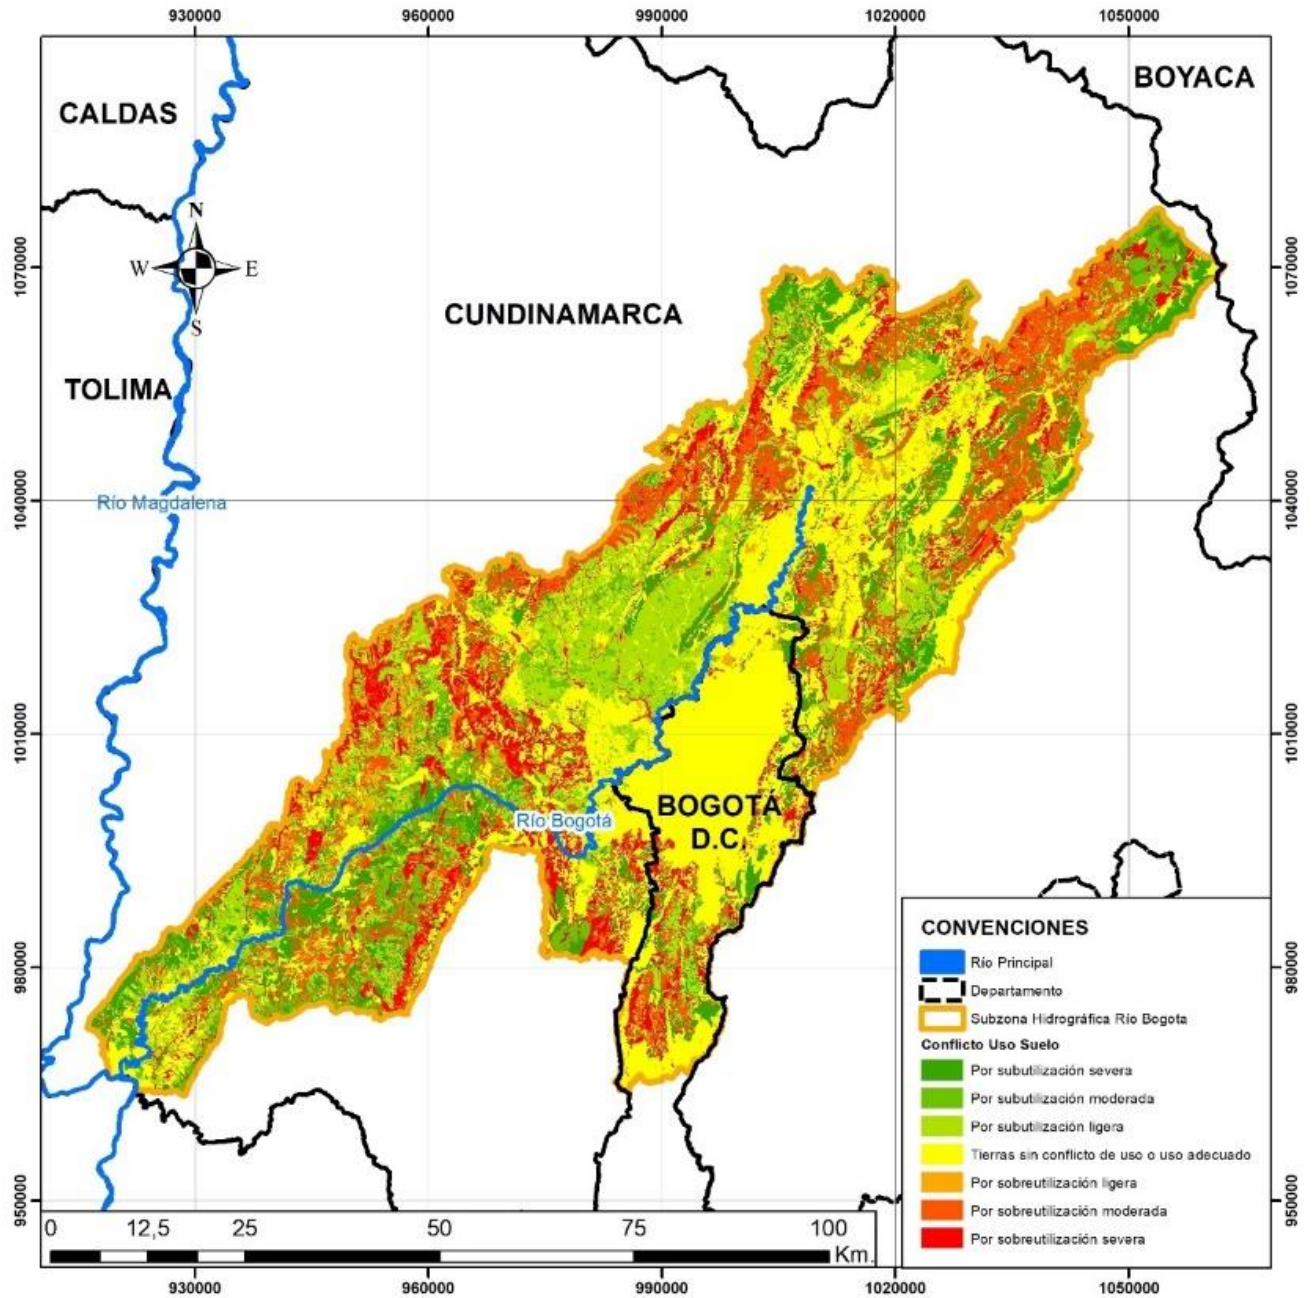 930000 960000 990000 1020000 1050000
BOYACA
CALDAS
N
W E
S
1070000 1070000
CUNDINAMARCA
TOLIMA
1040000 1040000
Río Magdalena
1010000 1010000
BOGOTÁ
D.C.
Río Bogotá
980000 980000
CONVENCIONES
Río Principal
Departamento
Subzona Hidrográfica Río Bogota
Conflicto Uso Suelo
Por subutilización severa
Por subutilización moderada
Por subutilización ligera
Tierras sin conflicto de uso o uso adecuado
Por sobreutilización ligera
Por sobreutilización moderada
Por sobreutilización severa
950000 950000
0 12,5 25 50 75 100
Km.
930000 960000 990000 1020000 1050000